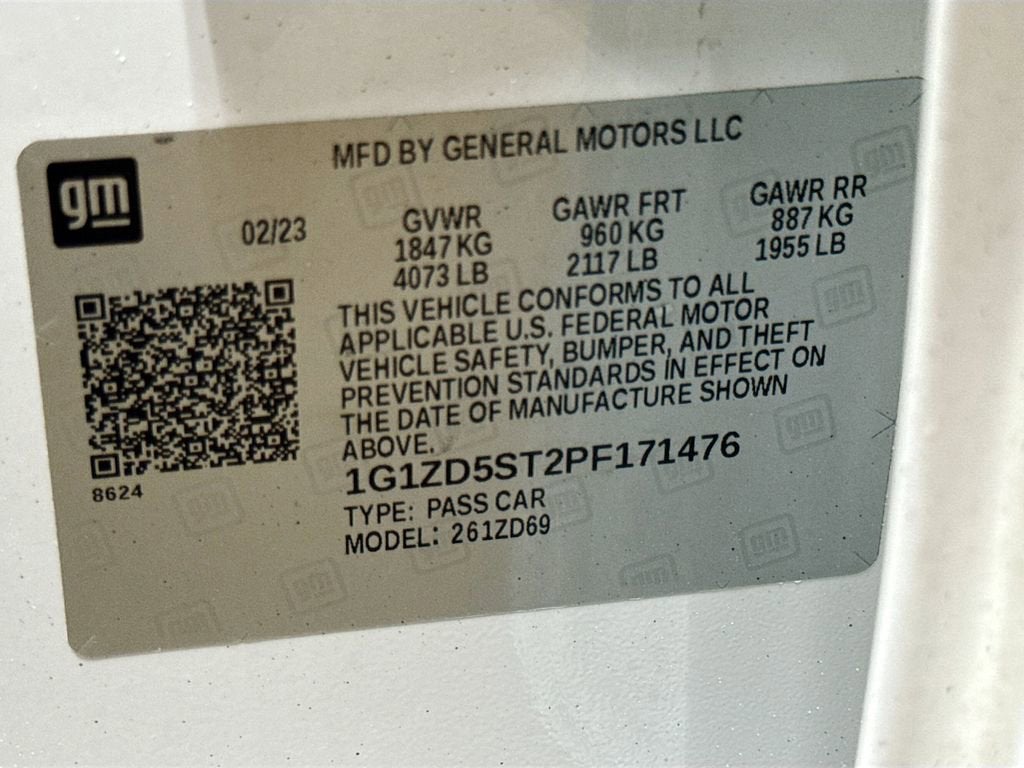 gm
MFD BY GENERAL MOTORS LLC
02/23
GVWR
1847 KG
4073 LB
GAWR FRT
960 KG
2117 LB
GAWR RR
887 KG
1955 LB
THIS VEHICLE CONFORMS TO ALL
APPLICABLE U.S. FEDERAL MOTOR
VEHICLE SAFETY, BUMPER, AND THEFT
PREVENTION STANDARDS IN EFFECT ON
THE DATE OF MANUFACTURE SHOWN
ABOVE.
1G1ZD5ST2PF171476
TYPE: PASS CAR
MODEL: 261ZD69
8624